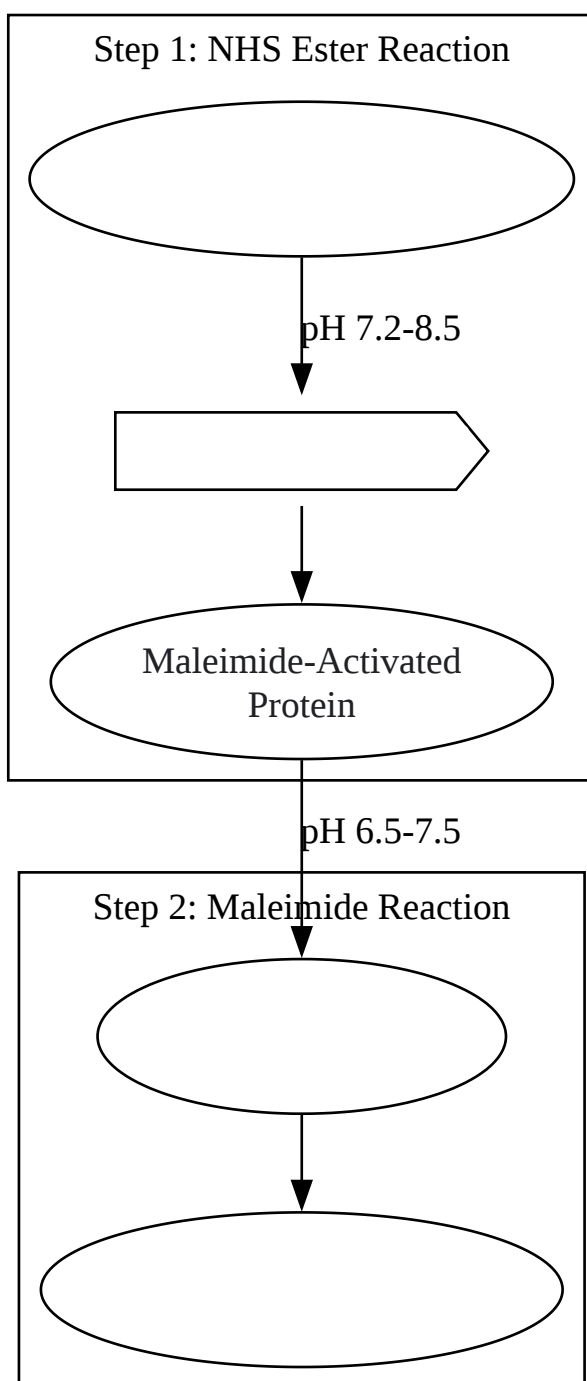 Step 1: NHS Ester Reaction
pH 7.2-8.5
Maleimide-Activated
Protein
pH 6.5-7.5
Step 2: Maleimide Reaction